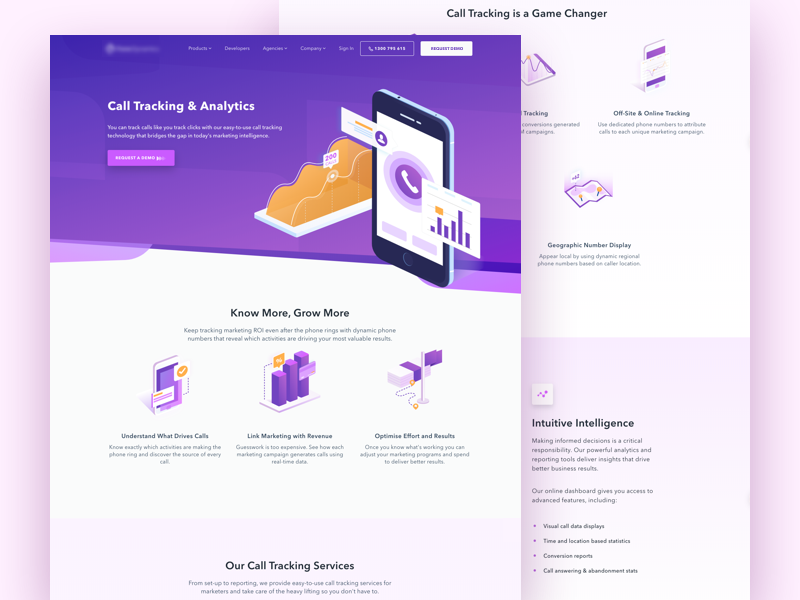 Products
Developers
Agencies
Company
Sign In
1300 795 615
REQUEST DEMO
Call Tracking & Analytics
You can track calls like you track clicks with our easy-to-use call tracking
technology that bridges the gap in today's marketing intelligence.
REQUEST A DEMO
200
Know More, Grow More
Keep tracking marketing ROI even after the phone rings with dynamic phone
numbers that reveal which activities are driving your most valuable results.
Understand What Drives Calls
Know exactly which activities are making the
phone ring and discover the source of every
call.
Link Marketing with Revenue
Guesswork is too expensive. See how each
marketing campaign generates calls using
real-time data.
Optimise Effort and Results
Once you know what's working you can
adjust your marketing programs and spend
to deliver better results.
Our Call Tracking Services
From set-up to reporting, we provide easy-to-use call tracking services for
marketers and take care of the heavy lifting so you don't have to.
Call Tracking is a Game Changer
Tracking
conversions generated
of campaigns.
Off-Site & Online Tracking
Use dedicated phone numbers to attribute
calls to each unique marketing campaign.
Geographic Number Display
Appear local by using dynamic regional
phone numbers based on caller location.
Intuitive Intelligence
Making informed decisions is a critical
responsibility. Our powerful analytics and
reporting tools deliver insights that drive
better business results.
Our online dashboard gives you access to
advanced features, including:
Visual call data displays
Time and location based statistics
Conversion reports
Call answering & abandonment stats